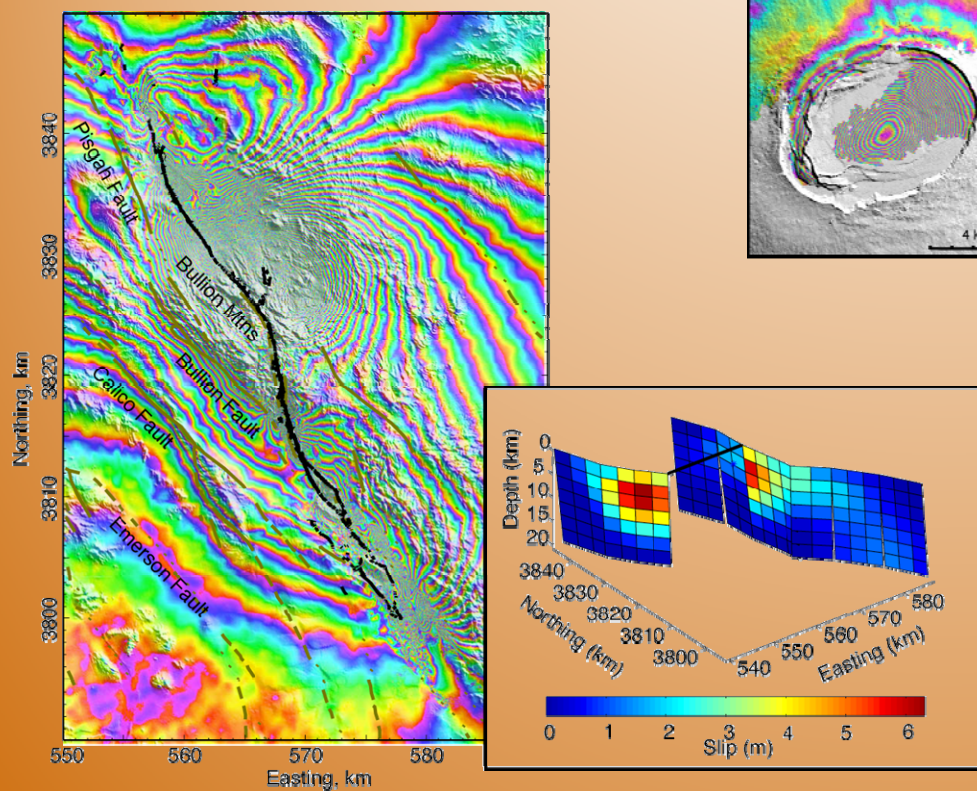 Northing, km
3840
3830
3820
3810
3800
Pisgah Fault
Bullion Mtns
Bullion Fault
Calico Fault
Emerson Fault
550
560
570
580
Easting, km
4 k
Depth (km)
0
5
10
15
20
3840
3830
3820
3810
3800
Northing (km)
540
550
560
570
580
Easting (km)
0
1
2
3
4
5
6
Slip (m)